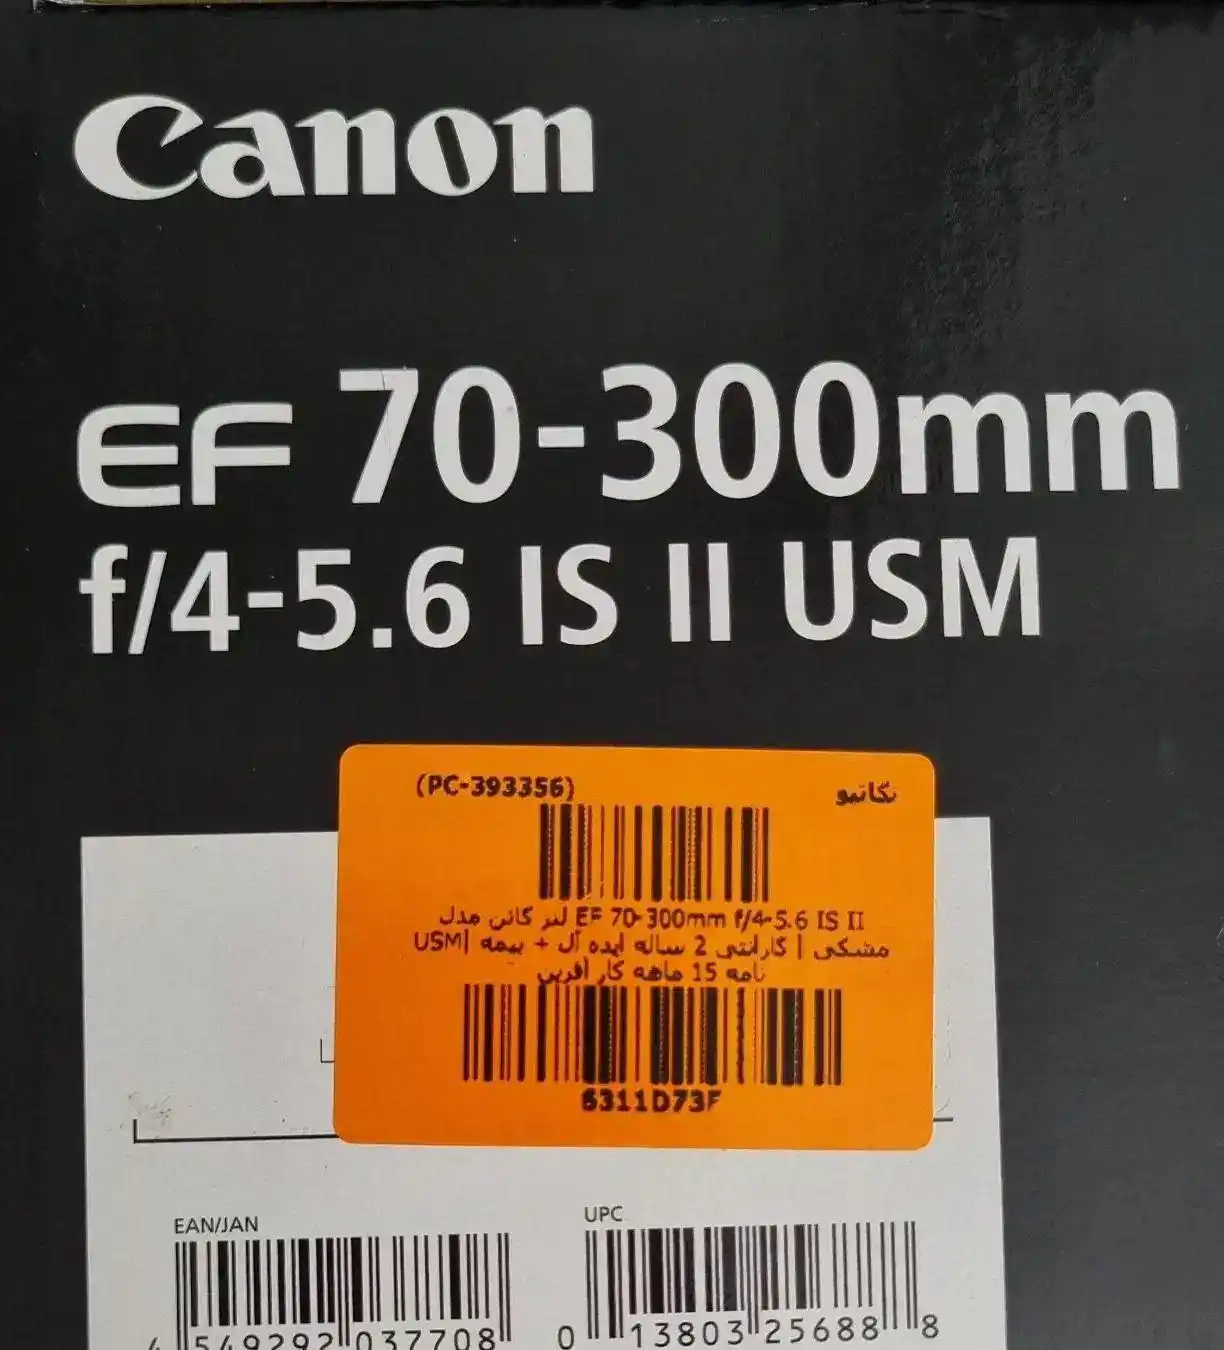 Canon
EF 70-300mm
f/4-5.6 IS II USM
(PC-393356) نگاتیو
لنز کانن مدل EF 70-300mm f/4-5.6 IS II
USM| مشکی | گارانتی 2 ساله ایده آل + بیمه
نامه 15 ماهه کار آفرین
6311D73F
EAN/JAN
UPC
4 549292 037708
0 13803 25688 8